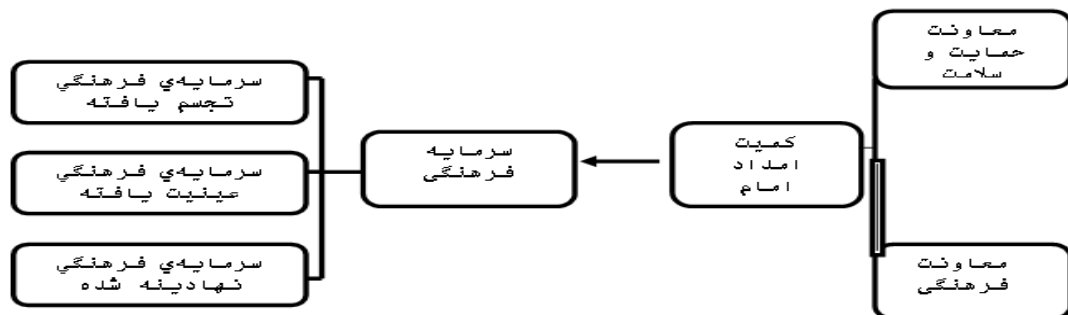 معاونت
حمایت و
سلامت
کمیت
امداد
امام
معاونت
فرهنگی
سرمایه
فرهنگی
سرمایه‌ي فرهنگي
تجسم یافته
سرمایه‌ي فرهنگي
عینیت یافته
سرمایه‌ي فرهنگي
نهادینه شده